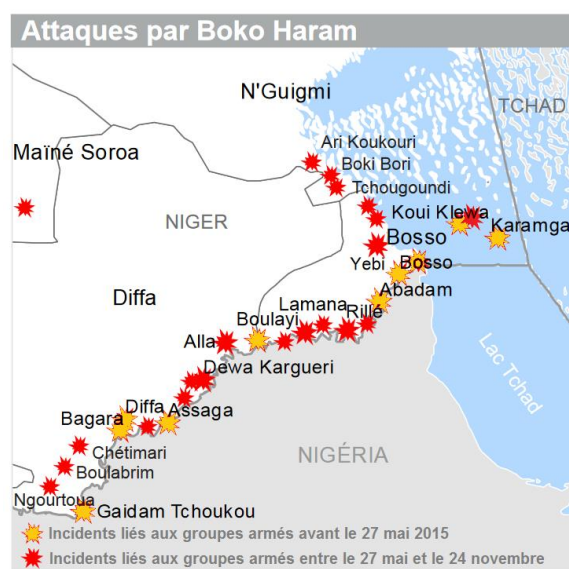 Attaques par Boko Haram
N'Guigmi
TCHAD
Ari Koukouri
Maïné Soroa
Boki Bori
Tchougoundi
NIGER
Koui Klewa
Karamga
Bosso
Yebi
Bosso
Diffa
Abadam
Lamana
Boulayi
Rillé
Alla
Lac Tchad
Dewa Kargueri
Diffa
Assaga
Bagara
Chétimari
NIGÉRIA
Boulabrim
Ngourtoua
Gaidam Tchoukou
Incidents liés aux groupes armés avant le 27 mai 2015
Incidents liés aux groupes armés entre le 27 mai et le 24 novembre